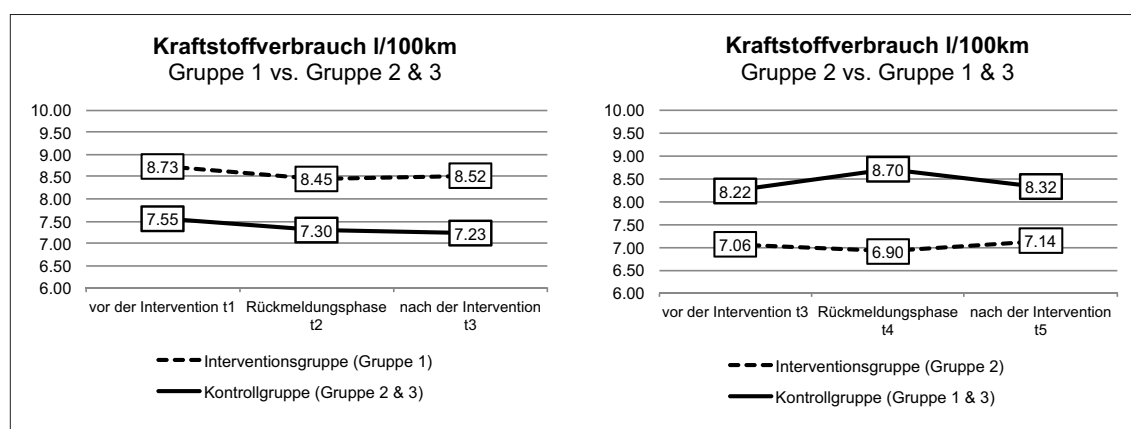 Kraftstoffverbrauch l/100km
Gruppe 1 vs. Gruppe 2 & 3
10.00
9.50
9.00
8.50
8.00
7.50
7.00
6.50
6.00
8.73
8.45
8.52
7.55
7.30
7.23
vor der Intervention t1
Rückmeldungsphase
t2
nach der Intervention
t3
Interventionsgruppe (Gruppe 1)
Kontrollgruppe (Gruppe 2 & 3)
Kraftstoffverbrauch l/100km
Gruppe 2 vs. Gruppe 1 & 3
10.00
9.50
9.00
8.50
8.00
7.50
7.00
6.50
6.00
8.22
8.70
8.32
7.06
6.90
7.14
vor der Intervention t3
Rückmeldungsphase
t4
nach der Intervention
t5
Interventionsgruppe (Gruppe 2)
Kontrollgruppe (Gruppe 1 & 3)